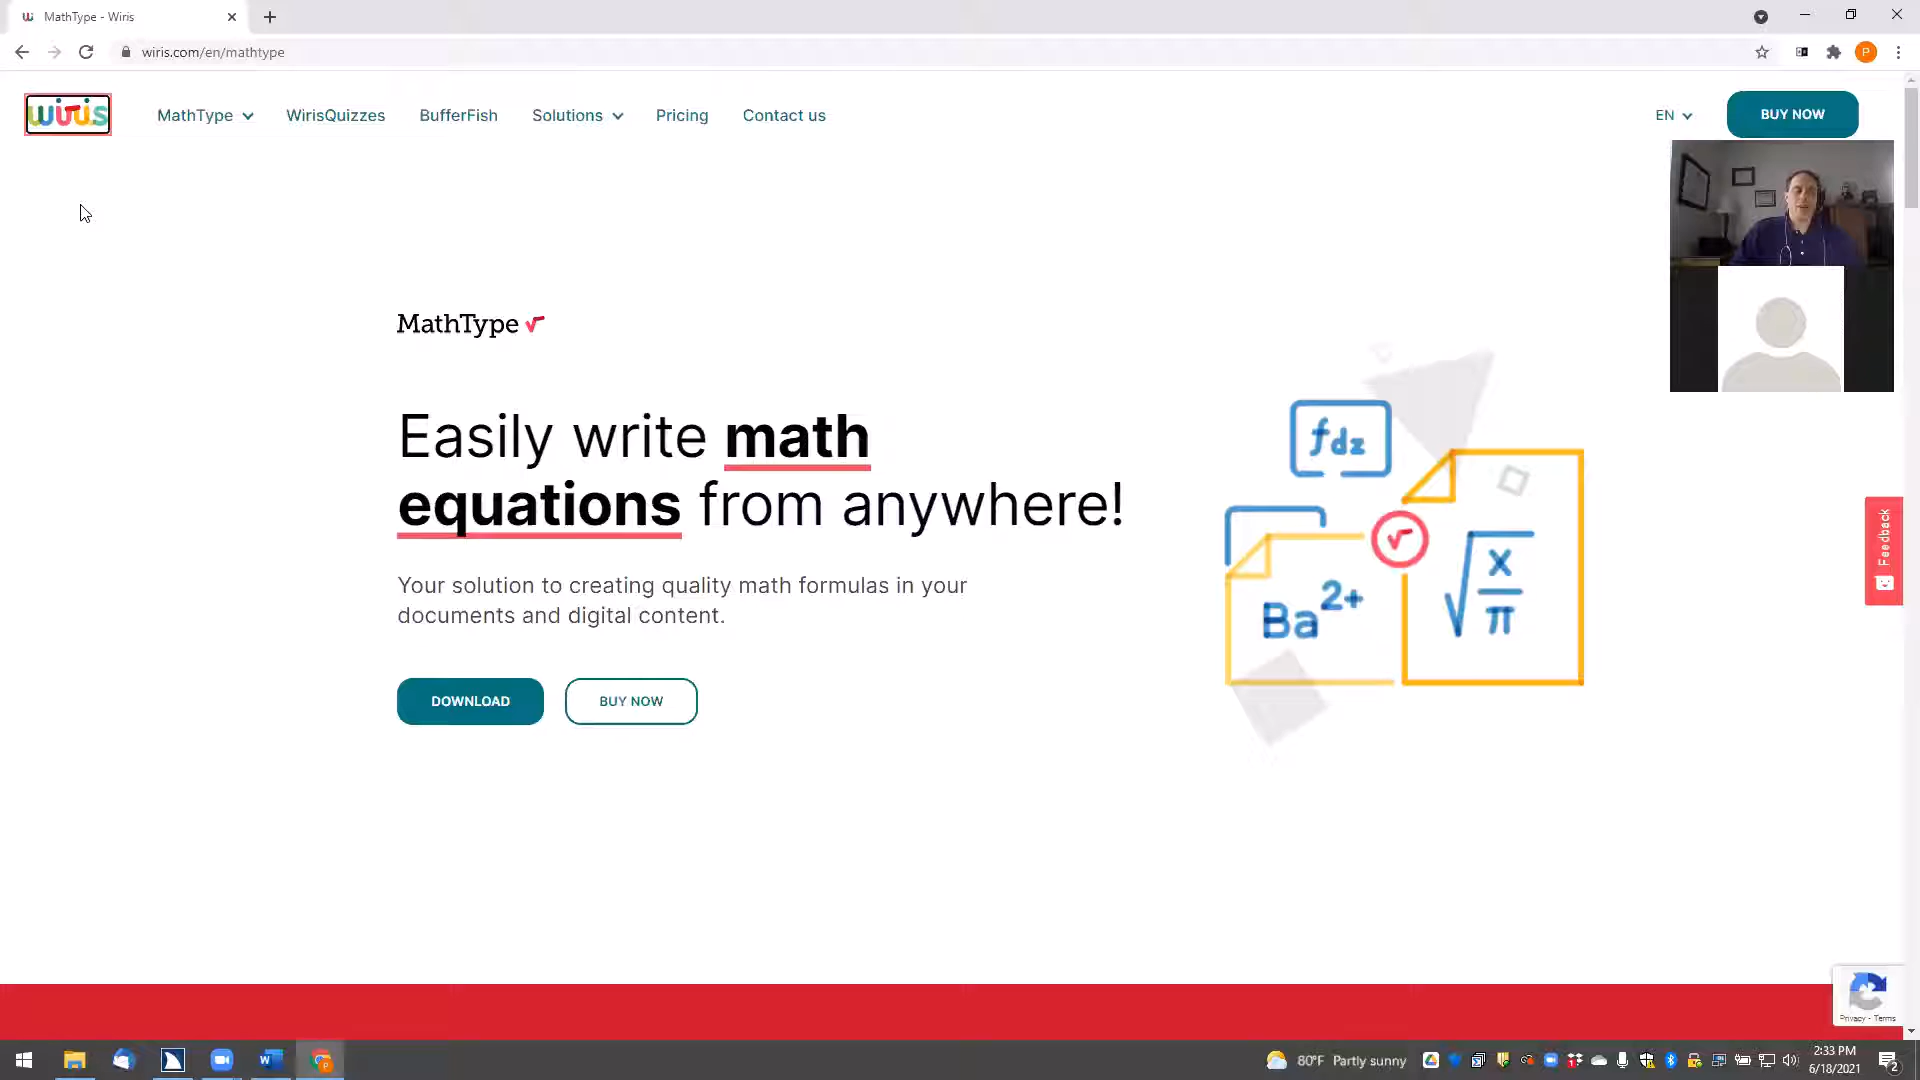 MathType - Wiris
wiris.com/en/mathtype
P
wiris
MathType
WirisQuizzes
BufferFish
Solutions
Pricing
Contact us
EN
BUY NOW
MathType √
Easily write math
equations from anywhere!
Your solution to creating quality math formulas in your
documents and digital content.
DOWNLOAD
BUY NOW
fdz
Ba2+
√
√x/π
Feedback
Privacy - Terms
80°F Partly sunny
2:33 PM
6/18/2021
2